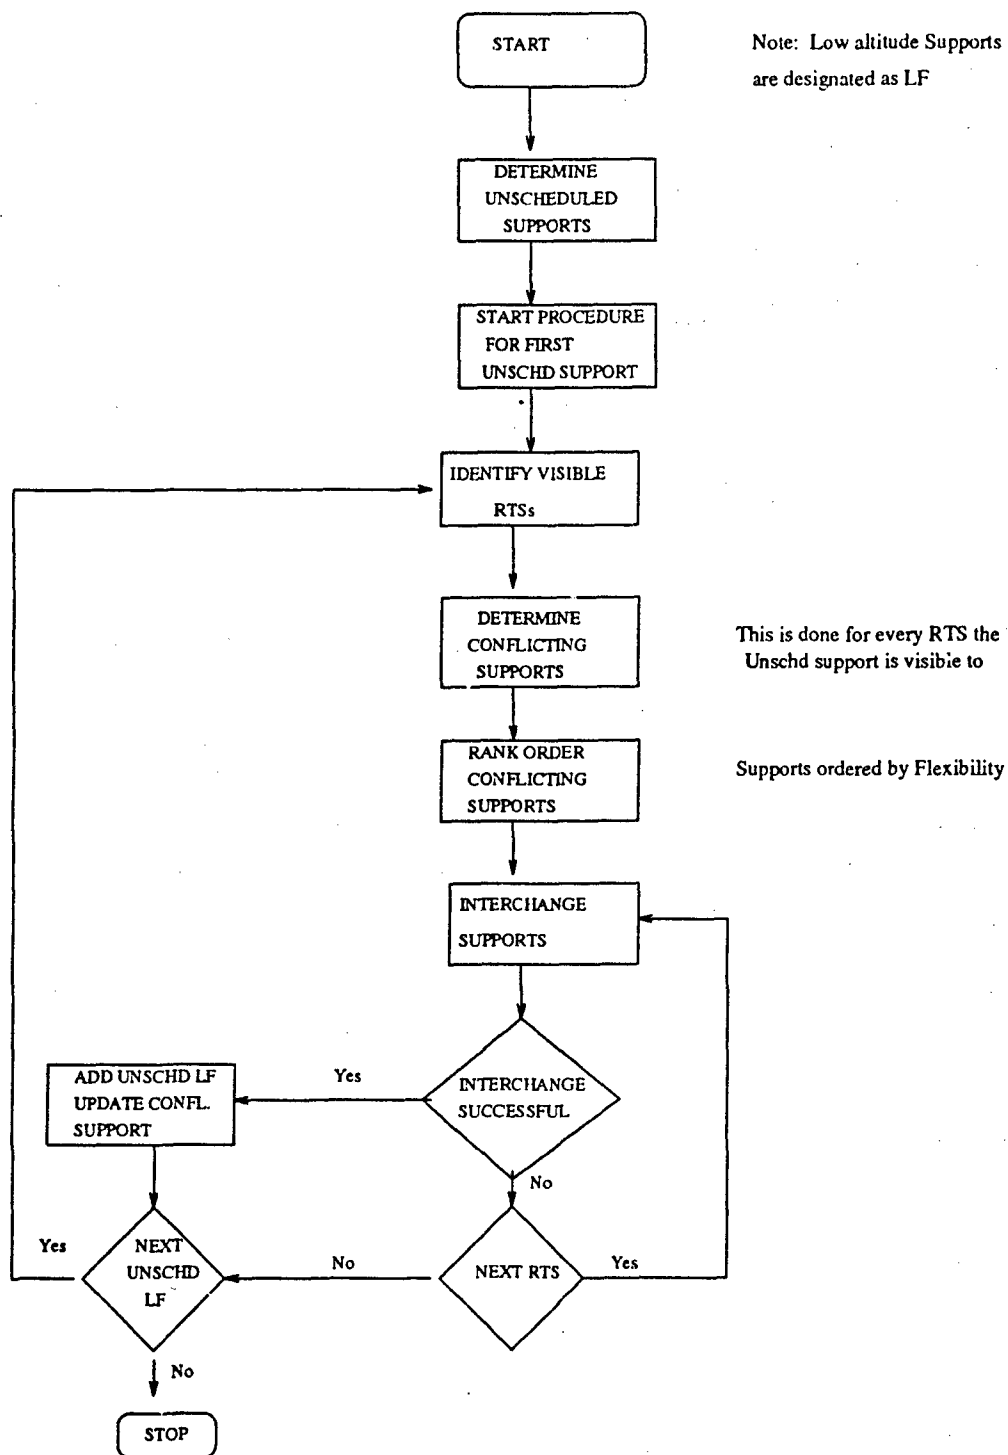 START
Note: Low altitude Supports
are designated as LF
DETERMINE
UNSCHEDULED
SUPPORTS
START PROCEDURE
FOR FIRST
UNSCHD SUPPORT
IDENTIFY VISIBLE
RTSs
DETERMINE
CONFLICTING
SUPPORTS
This is done for every RTS the
Unschd support is visible to
RANK ORDER
CONFLICTING
SUPPORTS
Supports ordered by Flexibility
INTERCHANGE
SUPPORTS
INTERCHANGE
SUCCESSFUL
Yes
ADD UNSCHD LF
UPDATE CONFL.
SUPPORT
No
NEXT RTS
Yes
No
NEXT
UNSCHD
LF
Yes
No
STOP